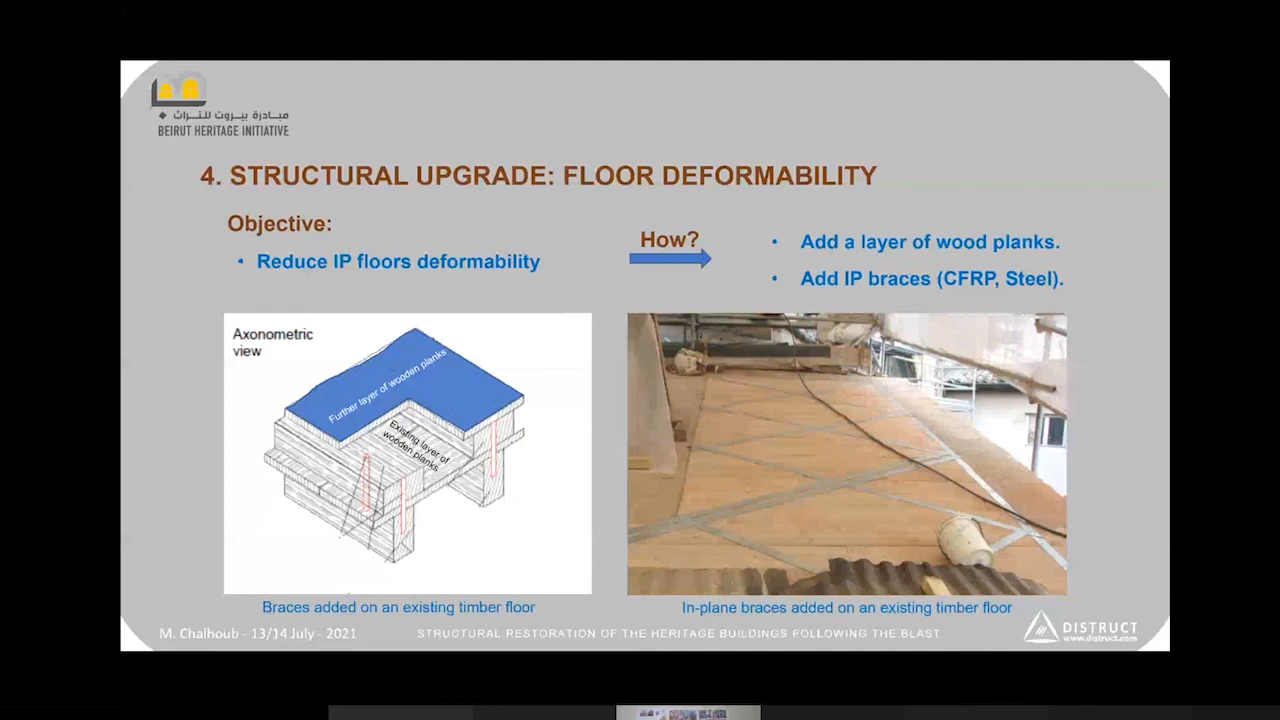 مبادرة بيروت للتراث
BEIRUT HERITAGE INITIATIVE
4. STRUCTURAL UPGRADE: FLOOR DEFORMABILITY
Objective:
• Reduce IP floors deformability
How?
• Add a layer of wood planks.
• Add IP braces (CFRP, Steel).
Axonometric
view
Further layer of wooden planks
Existing layer of
wooden planks
Braces added on an existing timber floor
In-plane braces added on an existing timber floor
M. Chalhoub - 13/14 July - 2021
STRUCTURAL RESTORATION OF THE HERITAGE BUILDINGS FOLLOWING THE BLAST
DISTRUCT
www.distruct.com